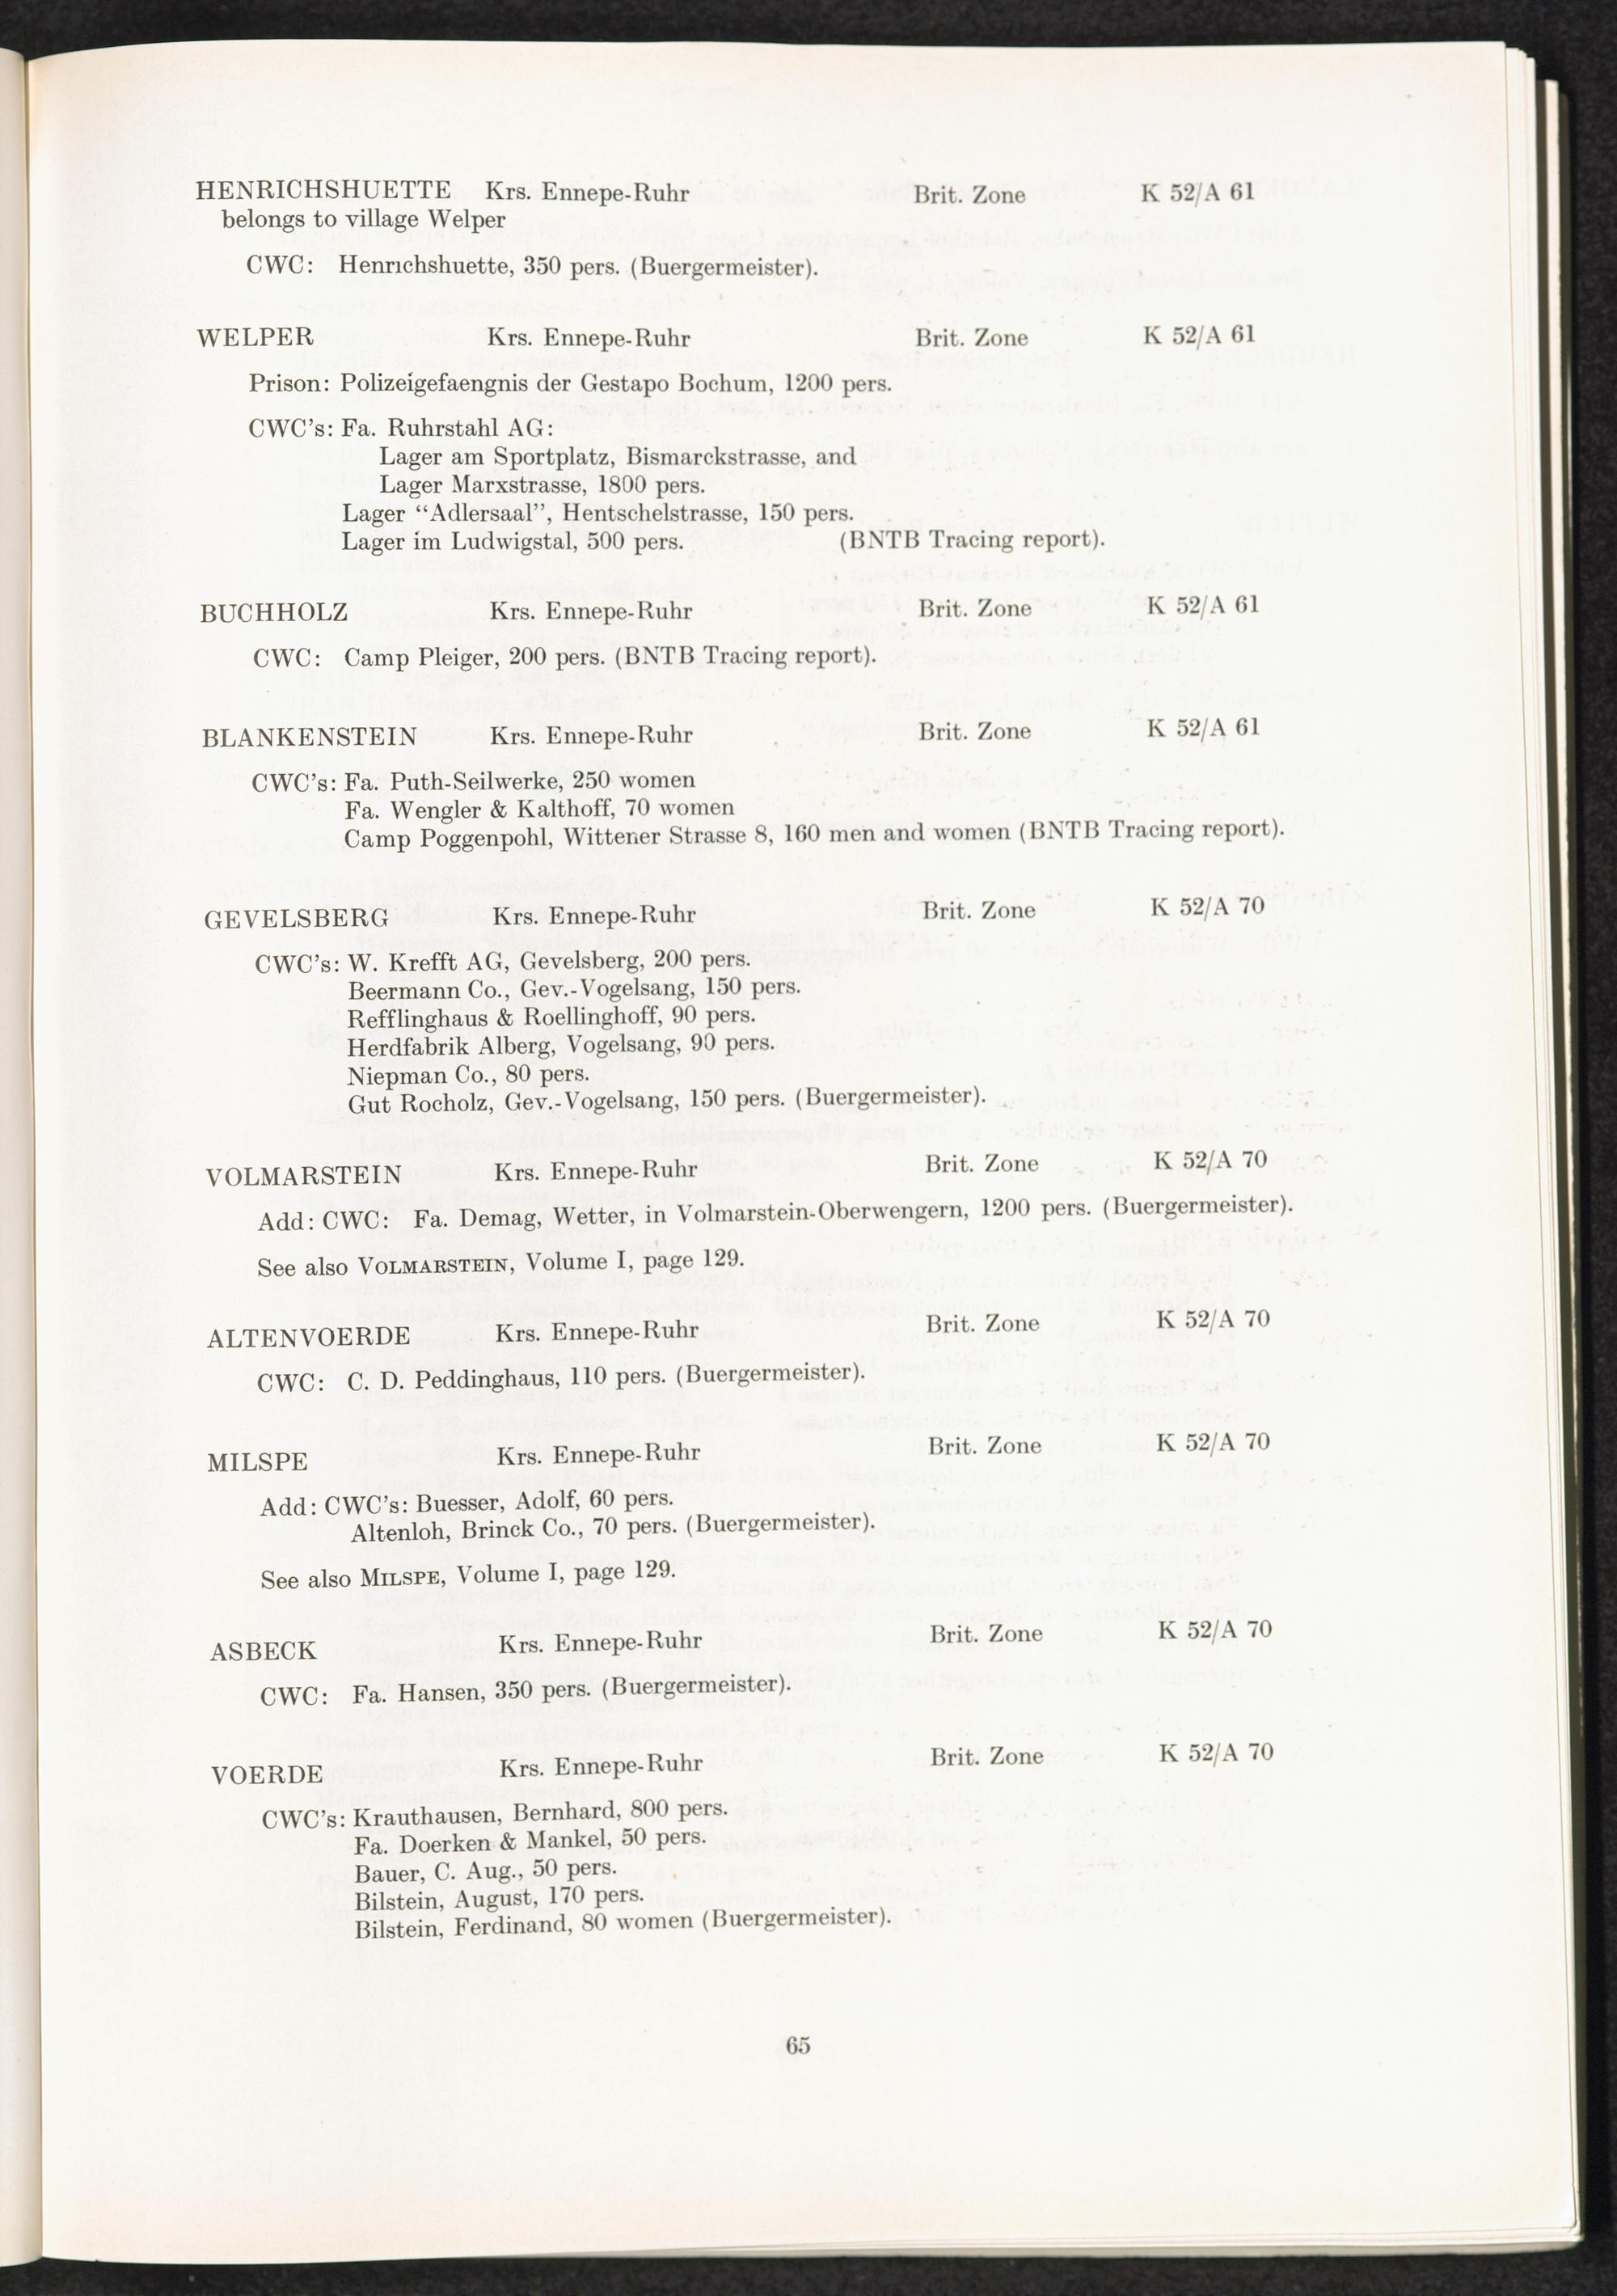 HENRICHSHUETTE Krs. Ennepe-Ruhr Brit. Zone K 52/A 61
belongs to village Welper
CWC: Henrichshuette, 350 pers. (Buergermeister).
WELPER Krs. Ennepe-Ruhr Brit. Zone K 52/A 61
Prison: Polizeigefaengnis der Gestapo Bochum, 1200 pers.
CWC's: Fa. Ruhrstahl AG:
Lager am Sportplatz, Bismarckstrasse, and
Lager Marxstrasse, 1800 pers.
Lager “Adlersaal”, Hentschelstrasse, 150 pers.
Lager im Ludwigstal, 500 pers. (BNTB Tracing report).
BUCHHOLZ Krs. Ennepe-Ruhr Brit. Zone K 52/A 61
CWC: Camp Pleiger, 200 pers. (BNTB Tracing report).
BLANKENSTEIN Krs. Ennepe-Ruhr Brit. Zone K 52/A 61
CWC's: Fa. Puth-Seilwerke, 250 women
Fa. Wengler & Kalthoff, 70 women
Camp Poggenpohl, Wittener Strasse 8, 160 men and women (BNTB Tracing report).
GEVELSBERG Krs. Ennepe-Ruhr Brit. Zone K 52/A 70
CWC's: W. Krefft AG, Gevelsberg, 200 pers.
Beermann Co., Gev.-Vogelsang, 150 pers.
Refflinghaus & Roellinghoff, 90 pers.
Herdfabrik Alberg, Vogelsang, 90 pers.
Niepman Co., 80 pers.
Gut Rocholz, Gev.-Vogelsang, 150 pers. (Buergermeister).
VOLMARSTEIN Krs. Ennepe-Ruhr Brit. Zone K 52/A 70
Add: CWC: Fa. Demag, Wetter, in Volmarstein-Oberwengern, 1200 pers. (Buergermeister).
See also VOLMARSTEIN, Volume I, page 129.
ALTENVOERDE Krs. Ennepe-Ruhr Brit. Zone K 52/A 70
CWC: C. D. Peddinghaus, 110 pers. (Buergermeister).
MILSPE Krs. Ennepe-Ruhr Brit. Zone K 52/A 70
Add: CWC's: Buesser, Adolf, 60 pers.
Altenloh, Brinck Co., 70 pers. (Buergermeister).
See also MILSPE, Volume I, page 129.
ASBECK Krs. Ennepe-Ruhr Brit. Zone K 52/A 70
CWC: Fa. Hansen, 350 pers. (Buergermeister).
VOERDE Krs. Ennepe-Ruhr Brit. Zone K 52/A 70
CWC's: Krauthausen, Bernhard, 800 pers.
Fa. Doerken & Mankel, 50 pers.
Bauer, C. Aug., 50 pers.
Bilstein, August, 170 pers.
Bilstein, Ferdinand, 80 women (Buergermeister).
65